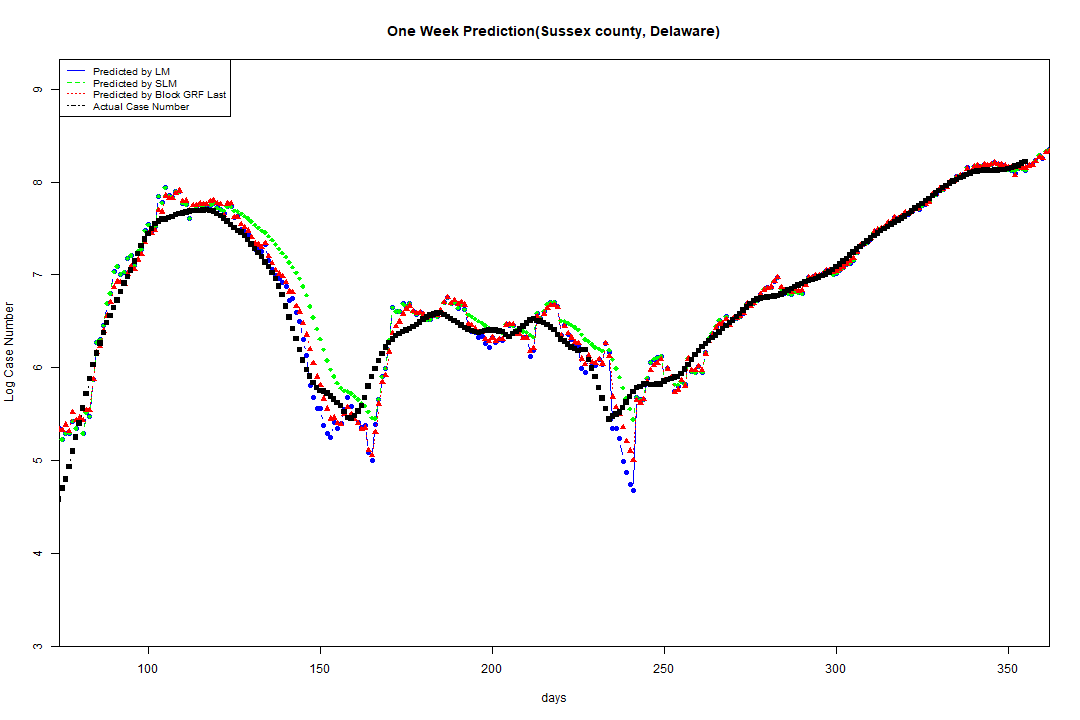 One Week Prediction(Sussex county, Delaware)
Predicted by LM
Predicted by SLM
Predicted by Block GRF Last
Actual Case Number
Log Case Number
9
8
7
6
5
4
3
100 150 200 250 300 350
days